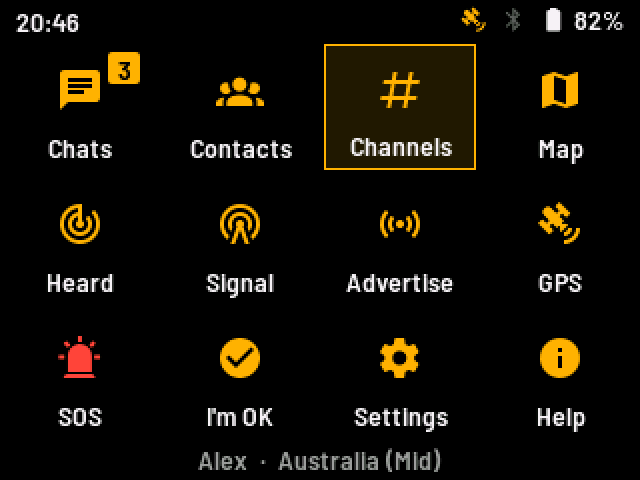 20:46 82%
3
Chats Contacts Channels Map
Heard Signal Advertise GPS
SOS I'm OK Settings Help
Alex · Australia (Mid)